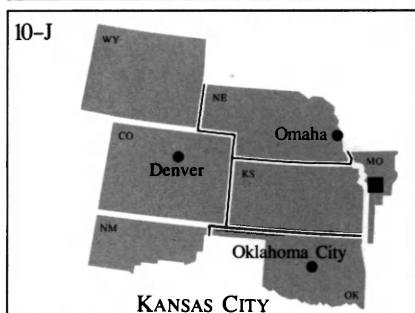 10–J
WY
NE
Omaha
CO
MO
Denver
KS
NM
Oklahoma City
OK
KANSAS CITY